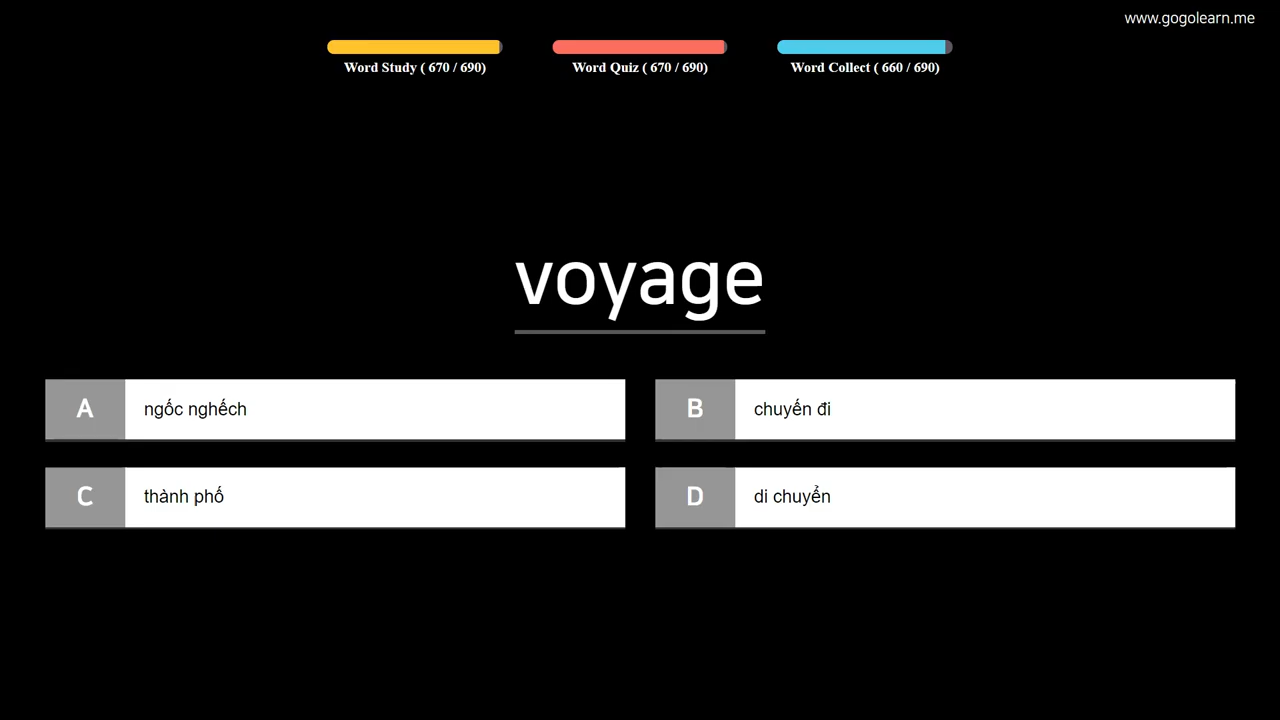 www.gogolearn.me
Word Study ( 670 / 690)
Word Quiz ( 670 / 690)
Word Collect ( 660 / 690)
voyage
A ngốc nghếch
B chuyến đi
C thành phố
D di chuyển